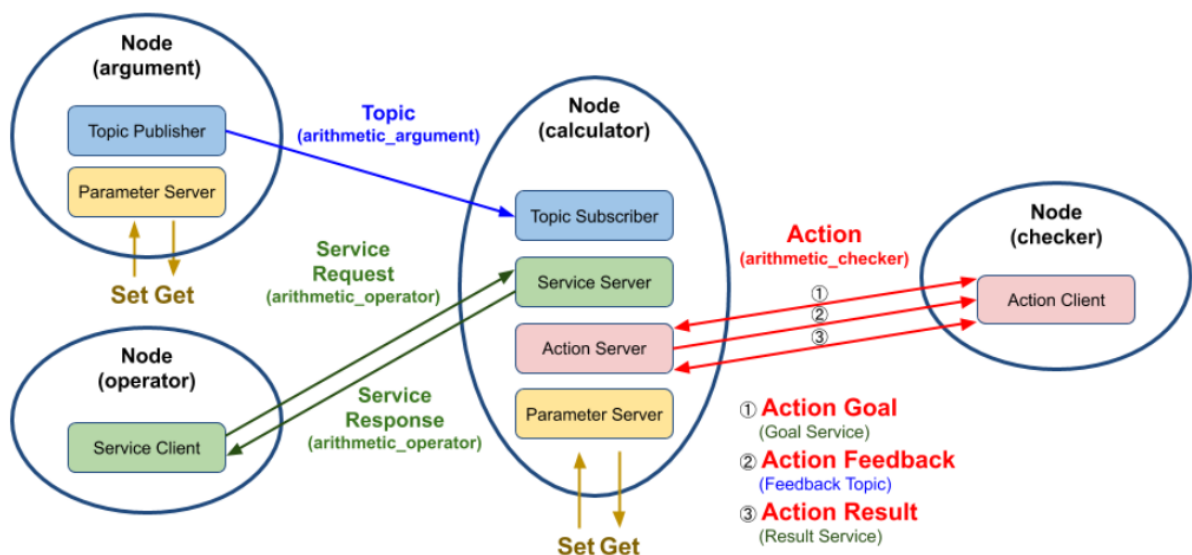 Node
(argument)
Topic Publisher
Parameter Server
Set Get
Topic
(arithmetic_argument)
Node
(calculator)
Topic Subscriber
Service Server
Action Server
Parameter Server
Set Get
Service
Request
(arithmetic_operator)
Service
Response
(arithmetic_operator)
Node
(operator)
Service Client
Action
(arithmetic_checker)
①
②
③
Node
(checker)
Action Client
① Action Goal
(Goal Service)
② Action Feedback
(Feedback Topic)
③ Action Result
(Result Service)